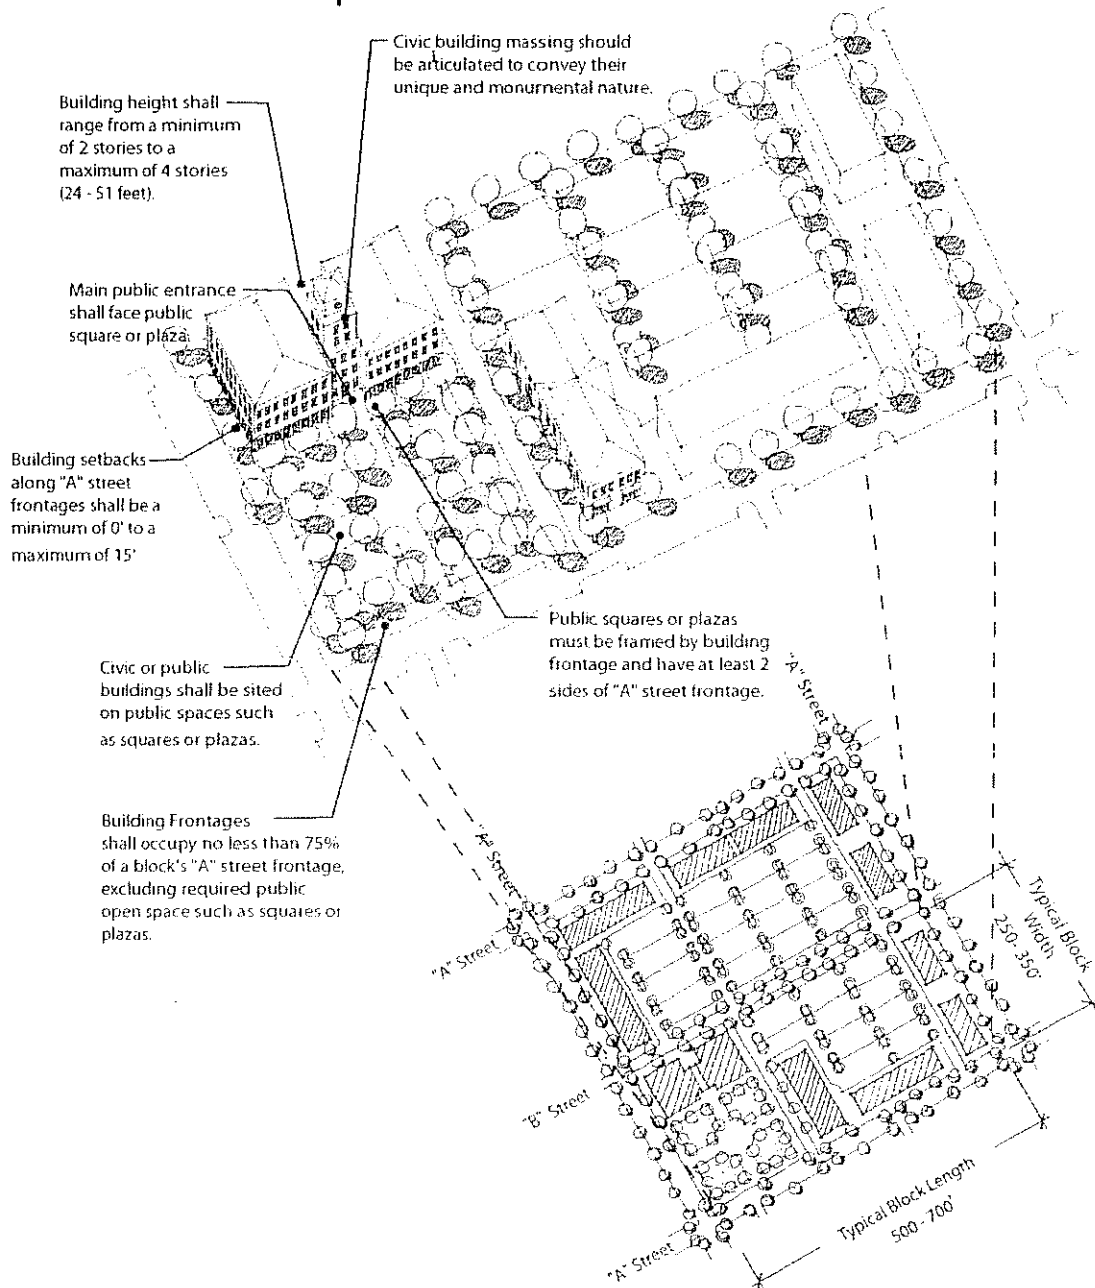 Civic building massing should
be articulated to convey their
unique and monumental nature.
Building height shall
range from a minimum
of 2 stories to a
maximum of 4 stories
(24 - 51 feet).
Main public entrance
shall face public
square or plaza.
Building setbacks
along "A" street
frontages shall be a
minimum of 0' to a
maximum of 15'
Public squares or plazas
must be framed by building
frontage and have at least 2
sides of "A" street frontage.
Civic or public
buildings shall be sited
on public spaces such
as squares or plazas.
Building Frontages
shall occupy no less than 75%
of a block's "A" street frontage,
excluding required public
open space such as squares or
plazas.
"A" Street
"A" Street
"A" Street
"B" Street
"A" Street
Typical Block
Width
250 - 350'
Typical Block Length
500 - 700'